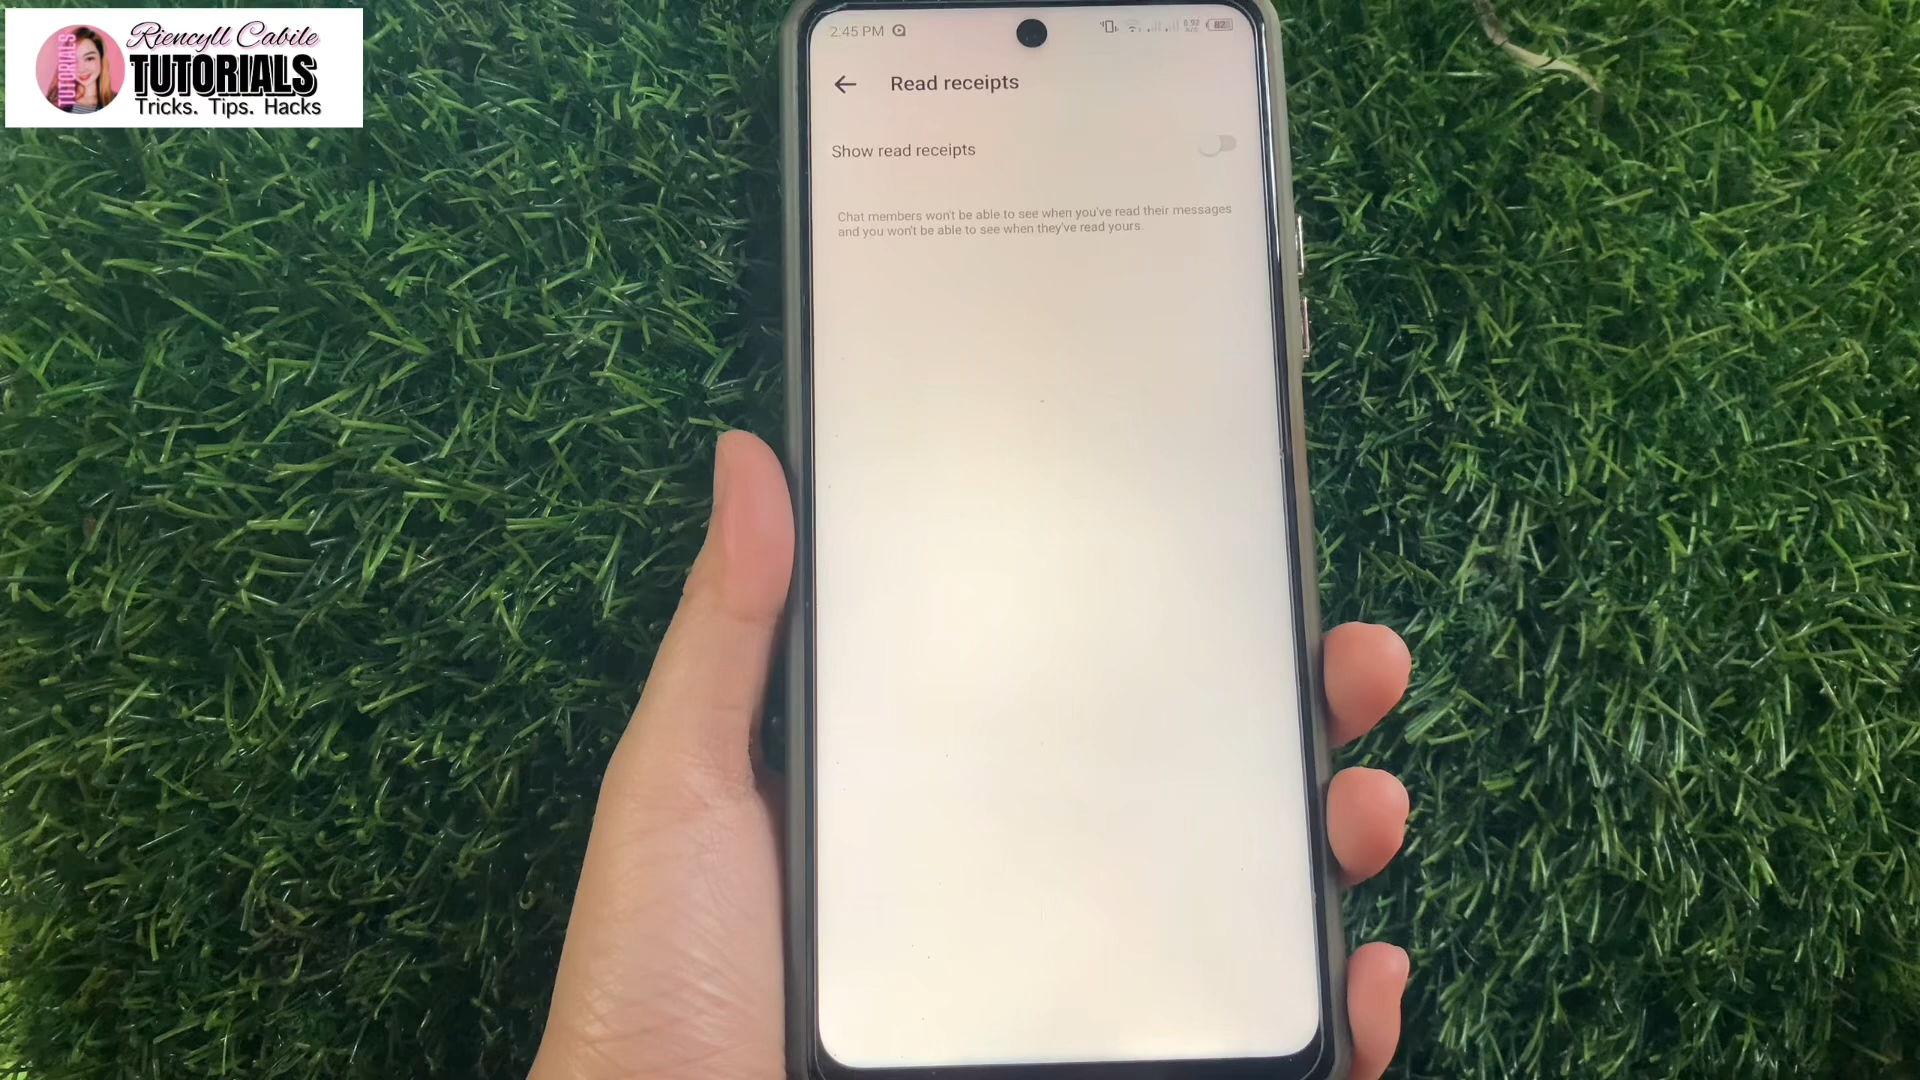 Riencyll Cabile
TUTORIALS
TUTORIALS
Tricks. Tips. Hacks
2:45 PM
82
Read receipts
Show read receipts
Chat members won't be able to see when you've read their messages
and you won't be able to see when they've read yours.